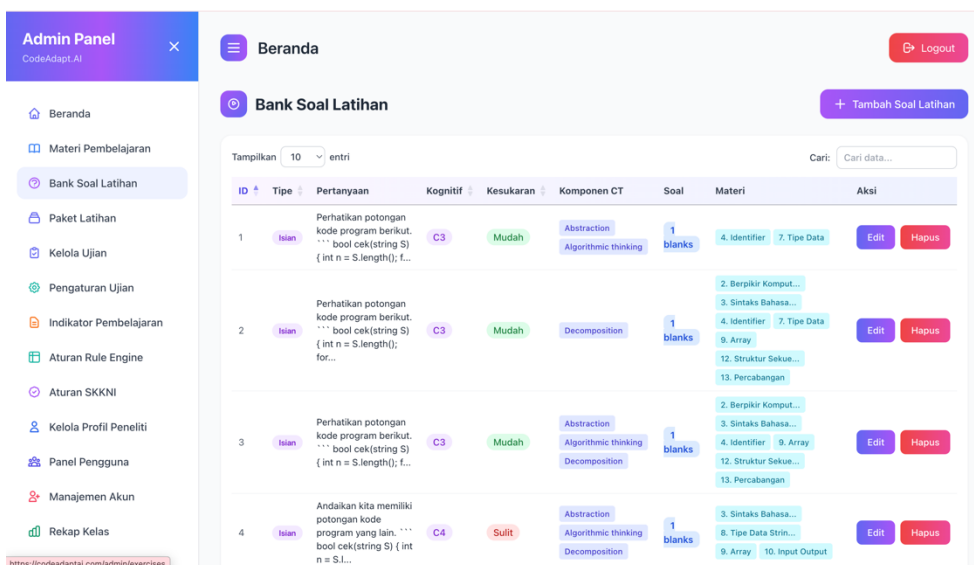 Admin Panel
CodeAdapt.AI
Beranda
Materi Pembelajaran
Bank Soal Latihan
Paket Latihan
Kelola Ujian
Pengaturan Ujian
Indikator Pembelajaran
Aturan Rule Engine
Aturan SKKNI
Kelola Profil Peneliti
Panel Pengguna
Manajemen Akun
Rekap Kelas
https://codeadaptai.com/admin/exercises
Beranda
Logout
Bank Soal Latihan
+ Tambah Soal Latihan
Tampilkan 10 entri
Cari: Cari data...
ID Tipe Pertanyaan Kognitif Kesukaran Komponen CT Soal Materi Aksi
1
Isian
Perhatikan potongan
kode program berikut.
``` bool cek(string S)
{ int n = S.length(); f...
C3
Mudah
Abstraction
Algorithmic thinking
1
blanks
4. Identifier 7. Tipe Data
Edit Hapus
2
Isian
Perhatikan potongan
kode program berikut.
``` bool cek(string S)
{ int n = S.length();
for...
C3
Mudah
Decomposition
1
blanks
2. Berpikir Komput...
3. Sintaks Bahasa...
4. Identifier 7. Tipe Data
9. Array
12. Struktur Sekue...
13. Percabangan
Edit Hapus
3
Isian
Perhatikan potongan
kode program berikut.
``` bool cek(string S)
{ int n = S.length(); f...
C3
Mudah
Abstraction
Algorithmic thinking
Decomposition
1
blanks
2. Berpikir Komput...
3. Sintaks Bahasa...
4. Identifier 9. Array
12. Struktur Sekue...
13. Percabangan
Edit Hapus
4
Isian
Andaikan kita memiliki
potongan kode
program yang lain. ```
bool cek(string S) { int
n = S.l...
C4
Sulit
Abstraction
Algorithmic thinking
Decomposition
1
blanks
3. Sintaks Bahasa...
8. Tipe Data Strin...
9. Array 10. Input Output
Edit Hapus